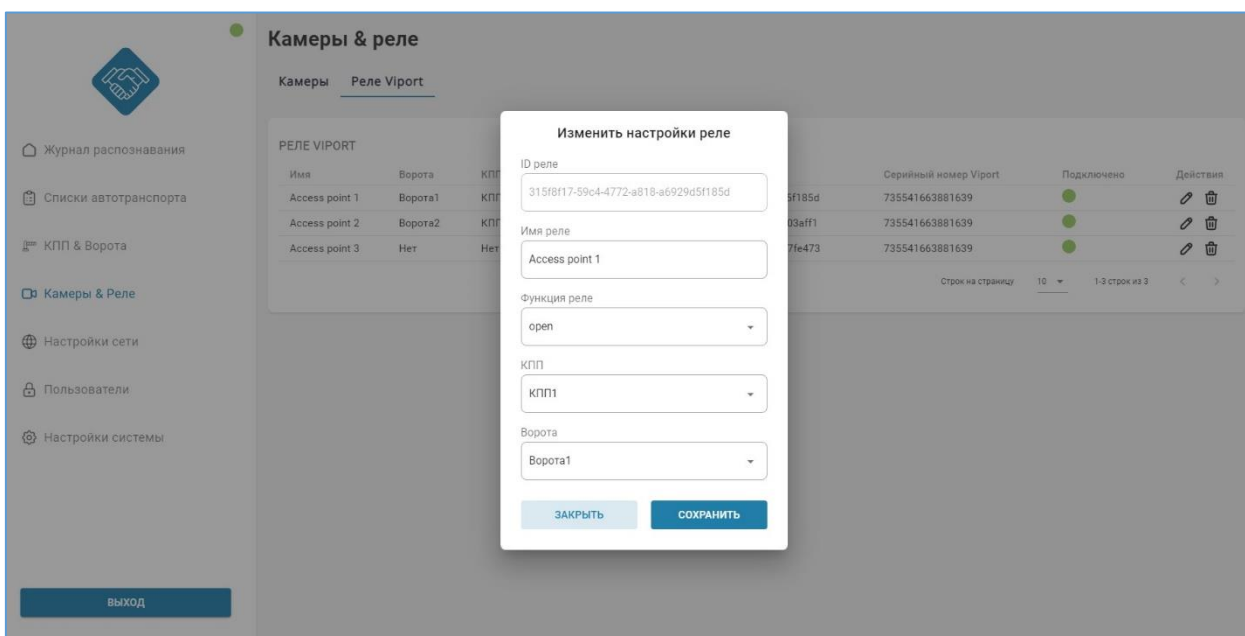 Камеры & реле
Камеры Реле Viport
Журнал распознавания
Списки автотранспорта
КПП & Ворота
Камеры & Реле
Настройки сети
Пользователи
Настройки системы
ВЫХОД
РЕЛЕ VIPORT
Имя Ворота Серийный номер Viport Подключено Действия
Access point 1 Ворота1 5f185d 735541663881639
Access point 2 Ворота2 03aff1 735541663881639
Access point 3 Нет Нет 7fe473 735541663881639
Строк на страницу 10 1-3 строк из 3
Изменить настройки реле
ID реле
315f8f17-59c4-4772-a818-a6929d5f185d
Имя реле
Access point 1
Функция реле
open
КПП
КПП1
Ворота
Ворота1
ЗАКРЫТЬ СОХРАНИТЬ